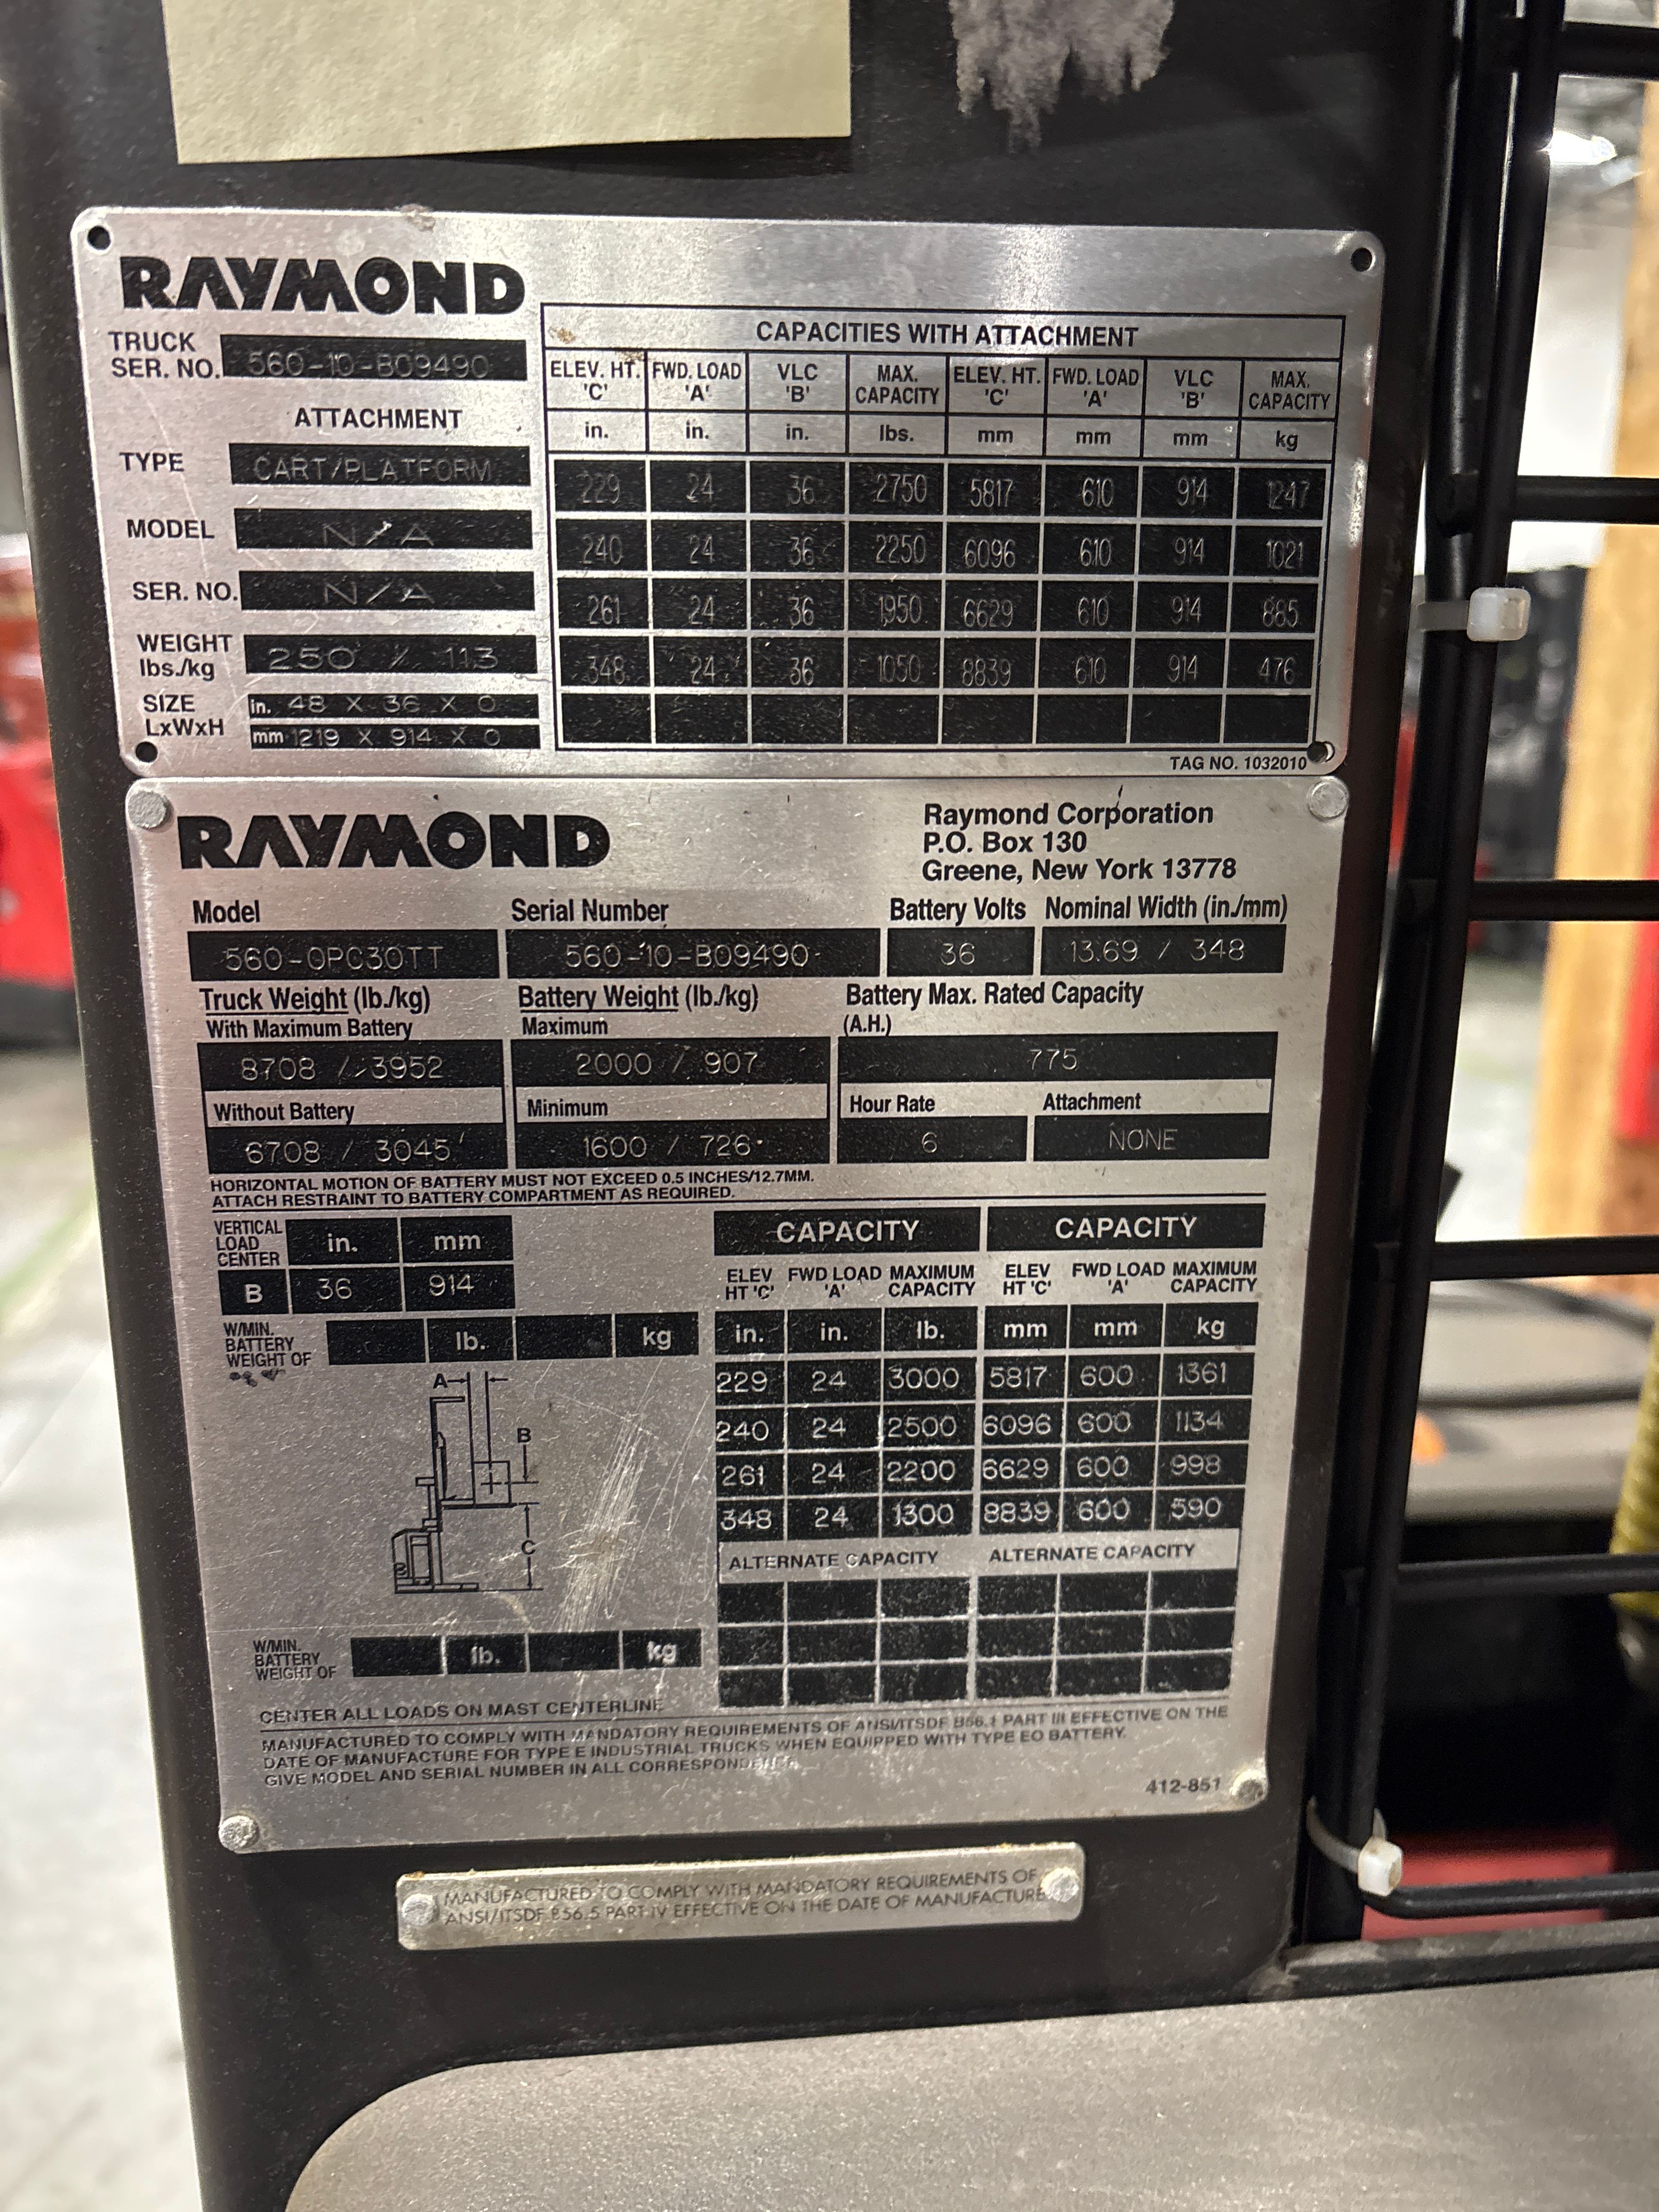 RAYMOND
TRUCK
SER. NO. 560-10-B09490
ATTACHMENT
TYPE CART/PLATFORM
MODEL N/A
SER. NO. N/A
WEIGHT
lbs./kg 250 / 113
SIZE
LxWxH
in. 48 X 36 X 0
mm 1219 X 914 X 0
CAPACITIES WITH ATTACHMENT
ELEV. HT. 'C' FWD. LOAD 'A' VLC 'B' MAX. CAPACITY ELEV. HT. 'C' FWD. LOAD 'A' VLC 'B' MAX. CAPACITY
in. in. in. lbs. mm mm mm kg
229 24 36 2750 5817 610 914 1247
240 24 36 2250 6096 610 914 1021
261 24 36 1950 6629 610 914 885
348 24 36 1050 8839 610 914 476
TAG NO. 1032010
RAYMOND
Raymond Corporation
P.O. Box 130
Greene, New York 13778
Model Serial Number Battery Volts Nominal Width (in./mm)
560-OPC30TT 560-10-B09490 36 13.69 / 348
Truck Weight (lb./kg) Battery Weight (lb./kg) Battery Max. Rated Capacity
With Maximum Battery Maximum (A.H.)
8708 / 3952 2000 / 907 775
Without Battery Minimum Hour Rate Attachment
6708 / 3045 1600 / 726 6 NONE
HORIZONTAL MOTION OF BATTERY MUST NOT EXCEED 0.5 INCHES/12.7MM.
ATTACH RESTRAINT TO BATTERY COMPARTMENT AS REQUIRED.
VERTICAL
LOAD
CENTER in. mm
B 36 914
W/MIN.
BATTERY
WEIGHT OF lb. kg
A
B
C
CAPACITY CAPACITY
ELEV HT 'C' FWD LOAD 'A' MAXIMUM CAPACITY ELEV HT 'C' FWD LOAD 'A' MAXIMUM CAPACITY
in. in. lb. mm mm kg
229 24 3000 5817 600 1361
240 24 2500 6096 600 1134
261 24 2200 6629 600 998
348 24 1300 8839 600 590
ALTERNATE CAPACITY ALTERNATE CAPACITY
W/MIN.
BATTERY
WEIGHT OF lb. kg
CENTER ALL LOADS ON MAST CENTERLINE
MANUFACTURED TO COMPLY WITH MANDATORY REQUIREMENTS OF ANSI/ITSDF B56.1 PART III EFFECTIVE ON THE
DATE OF MANUFACTURE FOR TYPE E INDUSTRIAL TRUCKS WHEN EQUIPPED WITH TYPE EO BATTERY.
GIVE MODEL AND SERIAL NUMBER IN ALL
412-851
MANUFACTURED TO COMPLY WITH MANDATORY REQUIREMENTS OF
ANSI/ITSDF B56.5 PART IV EFFECTIVE ON THE DATE OF MANUFACTURE